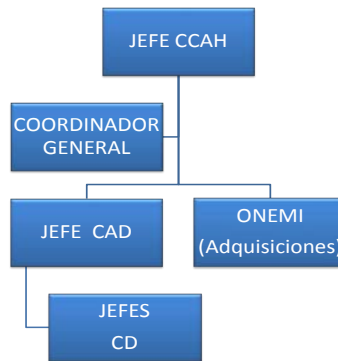 JEFE CCAH
COORDINADOR
GENERAL
JEFE CAD
ONEMI
(Adquisiciones)
JEFES
CD